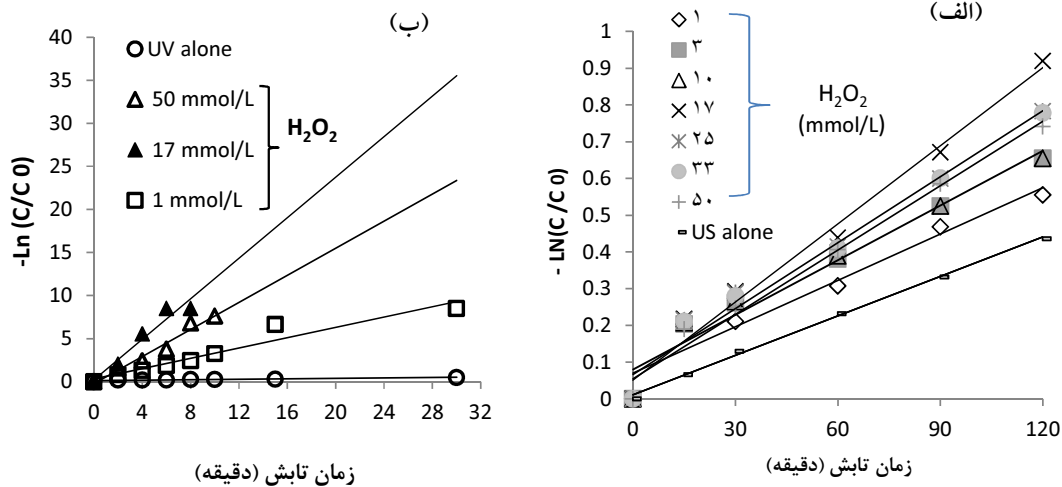 (ب)
-Ln (C/C 0)
40
35
30
25
20
15
10
5
0
UV alone
50 mmol/L
17 mmol/L
1 mmol/L
H₂O₂
0 4 8 12 16 20 24 28 32
زمان تابش (دقیقه)
(الف)
- LN(C /C 0)
1
0.9
0.8
0.7
0.6
0.5
0.4
0.3
0.2
0.1
0
۱
۳
۱۰
۱۷
۲۵
۳۳
۵۰
US alone
H₂O₂
(mmol/L)
0 30 60 90 120
زمان تابش (دقیقه)